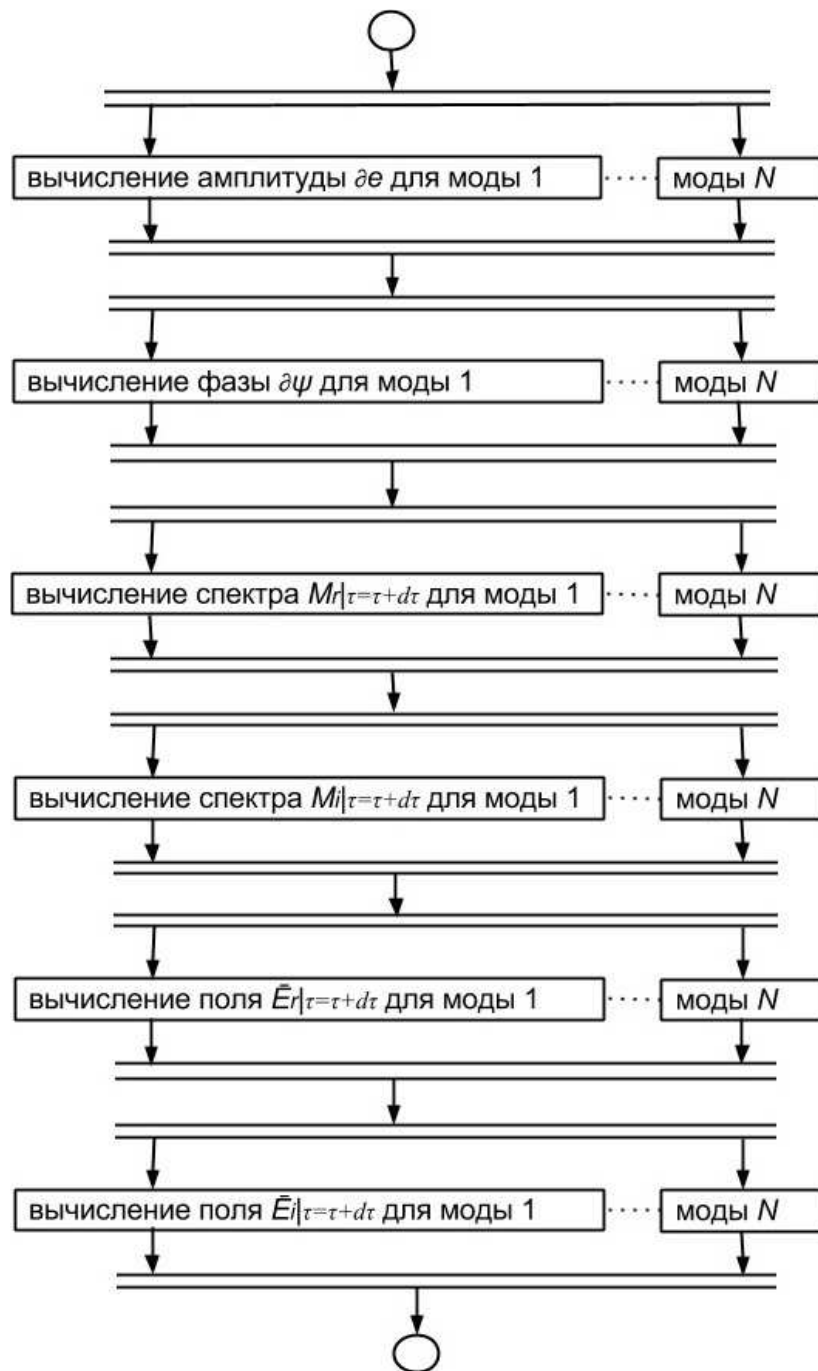 вычисление амплитуды ∂e для моды 1 ..... моды N
вычисление фазы ∂ψ для моды 1 ..... моды N
вычисление спектра Mr|τ=τ+dτ для моды 1 ..... моды N
вычисление спектра Mi|τ=τ+dτ для моды 1 ..... моды N
вычисление поля Ēr|τ=τ+dτ для моды 1 ..... моды N
вычисление поля Ēi|τ=τ+dτ для моды 1 ..... моды N